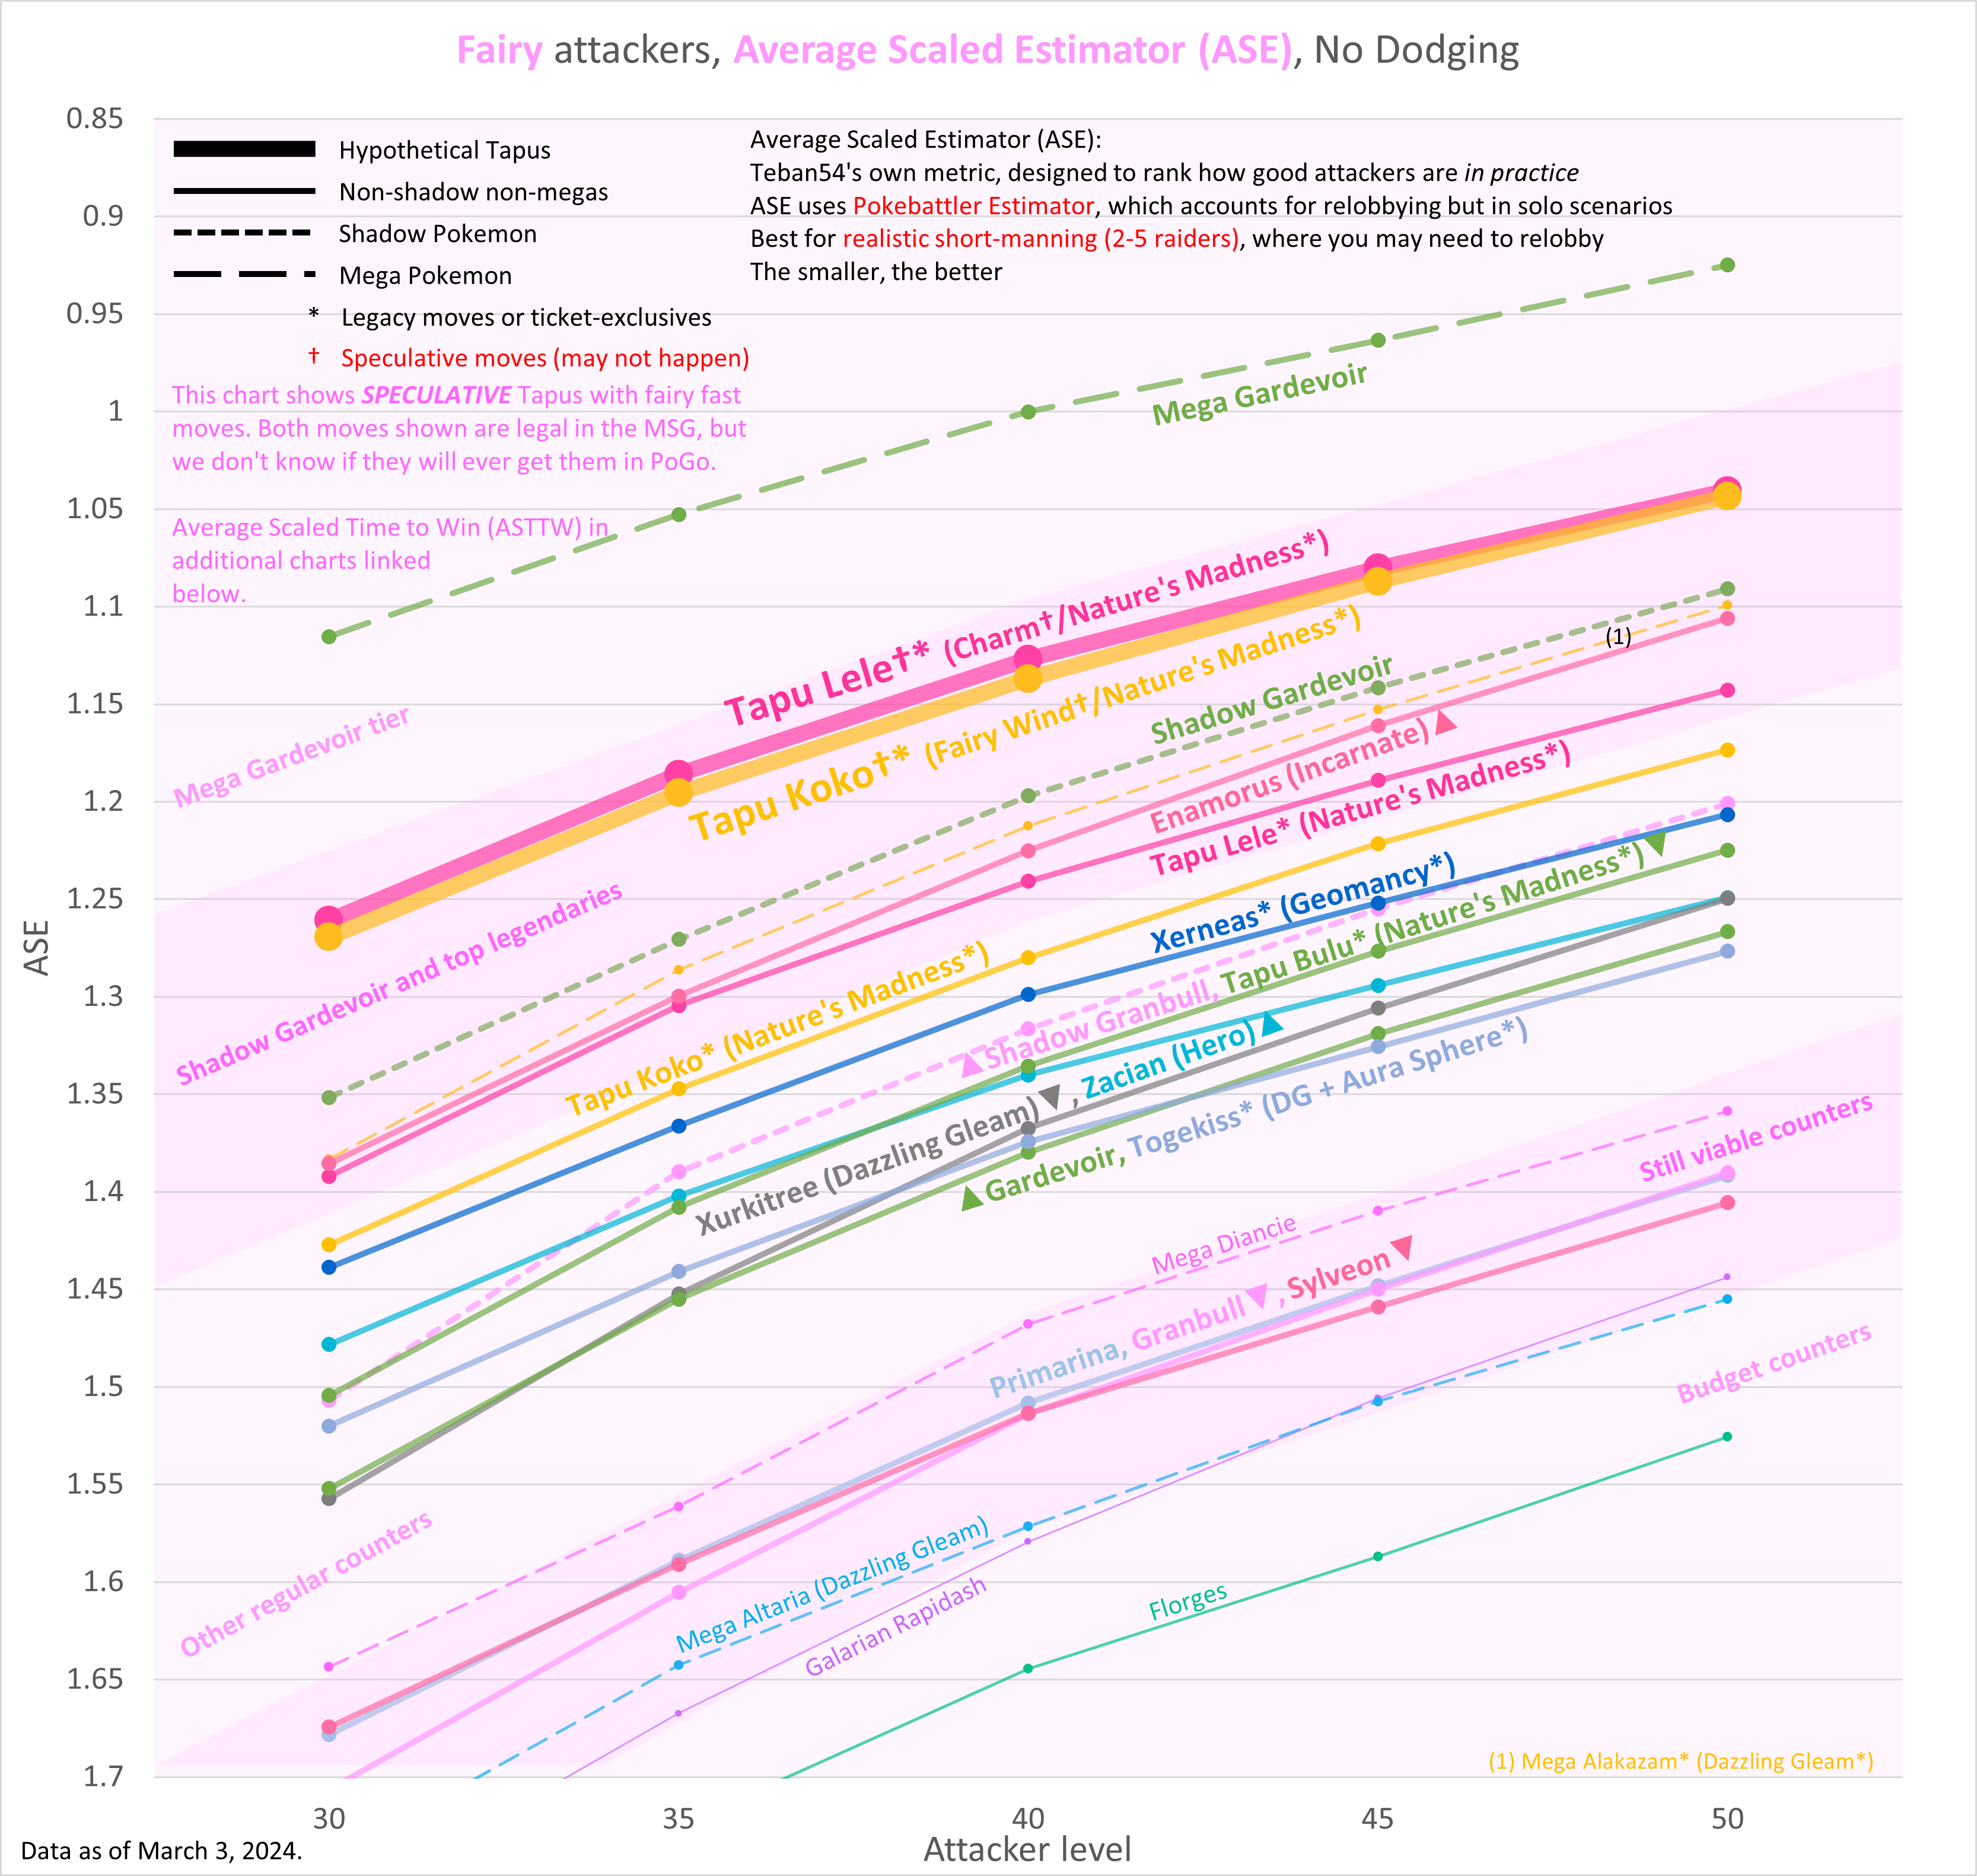 Fairy attackers, Average Scaled Estimator (ASE), No Dodging
Hypothetical Tapus
Non-shadow non-megas
Shadow Pokemon
Mega Pokemon
* Legacy moves or ticket-exclusives
† Speculative moves (may not happen)
This chart shows SPECULATIVE Tapus with fairy fast
moves. Both moves shown are legal in the MSG, but
we don't know if they will ever get them in PoGo.
Average Scaled Time to Win (ASTTW) in
additional charts linked
below.
Average Scaled Estimator (ASE):
Teban54's own metric, designed to rank how good attackers are in practice
ASE uses Pokebattler Estimator, which accounts for relobbying but in solo scenarios
Best for realistic short-manning (2-5 raiders), where you may need to relobby
The smaller, the better
0.85
0.9
0.95
1
1.05
1.1
1.15
1.2
1.25
1.3
1.35
1.4
1.45
1.5
1.55
1.6
1.65
1.7
ASE
Mega Gardevoir
Tapu Lele†* (Charm†/Nature's Madness*)
Tapu Koko†* (Fairy Wind†/Nature's Madness*)
Shadow Gardevoir
(1)
Enamorus (Incarnate)▲
Tapu Lele* (Nature's Madness*)
Mega Gardevoir tier
Shadow Gardevoir and top legendaries
Tapu Koko* (Nature's Madness*)
Xerneas* (Geomancy*)
▲Shadow Granbull, Tapu Bulu* (Nature's Madness*)▼
Xurkitree (Dazzling Gleam)▼, Zacian (Hero)▲
▲Gardevoir, Togekiss* (DG + Aura Sphere*)
Still viable counters
Mega Diancie
Primarina, Granbull▼, Sylveon▼
Budget counters
Other regular counters
Mega Altaria (Dazzling Gleam)
Galarian Rapidash
Florges
(1) Mega Alakazam* (Dazzling Gleam*)
30
35
40
45
50
Attacker level
Data as of March 3, 2024.